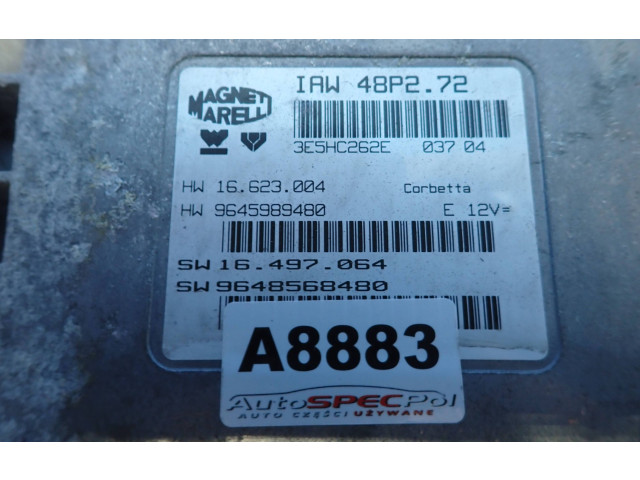 MAGNETI
MARELLI
IAW 48P2.72
3E5HC262E 037 04
HW 16.623.004 Corbetta
HW 9645989480 E 12V=
SW 16.497.064
SW 9648568480
A8883
AutoSPECPol
AUTO CZĘŚCI UŻYWANE